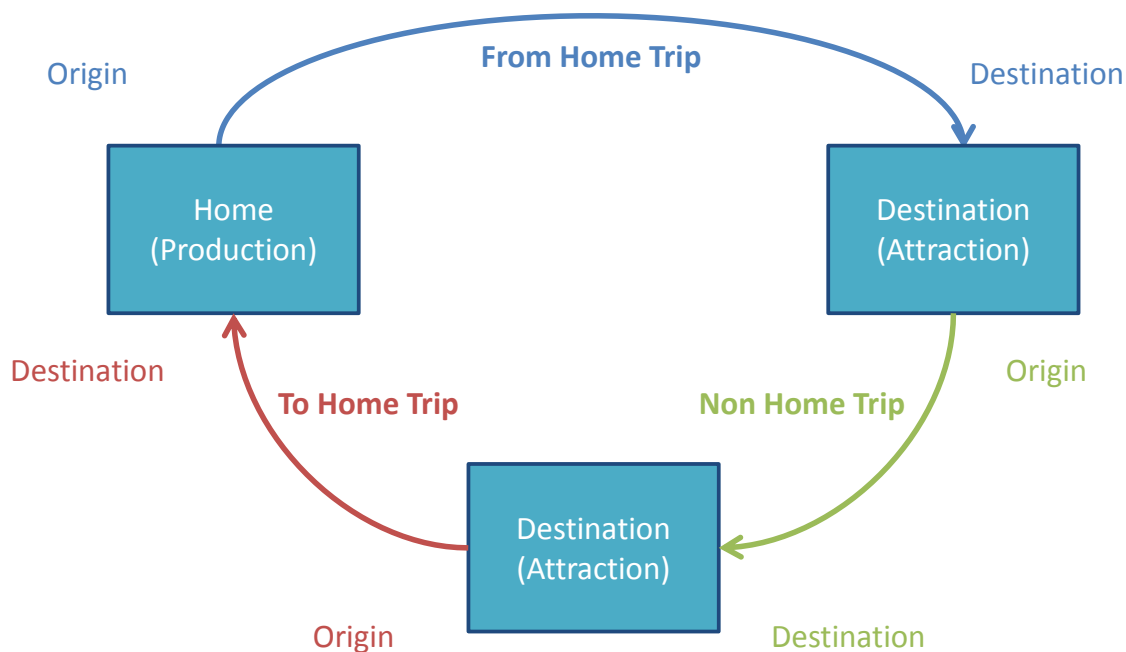 From Home Trip
Origin
Destination
Home
(Production)
Destination
(Attraction)
Destination
Origin
To Home Trip
Non Home Trip
Destination
(Attraction)
Origin
Destination